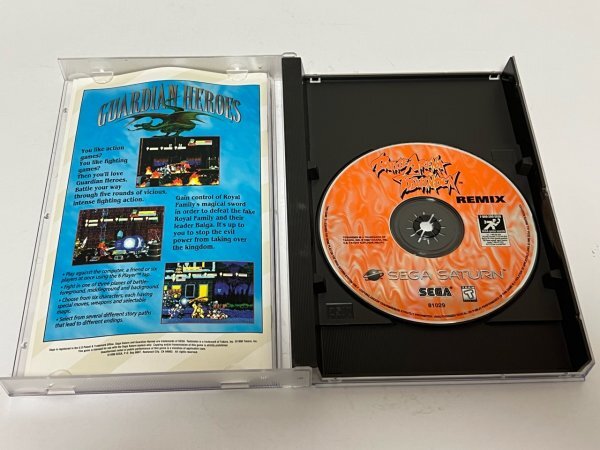 GUARDIAN HEROES
You like action
games?
You like fighting
games?
Then you'll love
Guardian Heroes.
Battle your way
through five rounds of vicious,
intense fighting action.
Gain control of Royal
Family's magical sword
in order to defeat the fake
Royal Family and their
leader Balga. It's up to
you to stop the evil
power from taking over
the kingdom.
• Play against the computer, a friend or six
players at once using the 6 Player™ tap.
• Fight in one of three planes of battle-
foreground, middleground and background.
• Choose from six characters, each having
special moves, weapons and selectable
magic.
• Select from several different story paths
that lead to different endings.
REMIX
SEGA SATURN
SEGA
81029